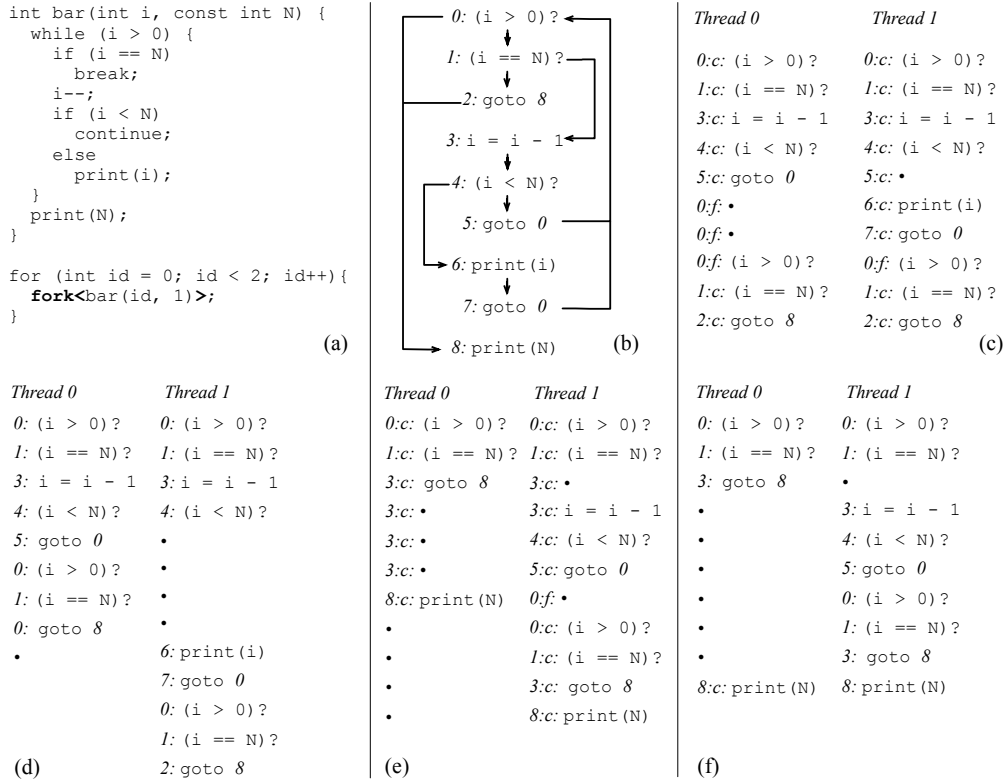 int bar(int i, const int N) {
while (i > 0) {
if (i == N)
break;
i--;
if (i < N)
continue;
else
print(i);
}
print(N);
}
for (int id = 0; id < 2; id++){
fork<bar(id, 1)>;
}
(a)
0: (i > 0)?
1: (i == N)?
2: goto 8
3: i = i - 1
4: (i < N)?
5: goto 0
6: print(i)
7: goto 0
8: print(N)
(b)
Thread 0 Thread 1
0:c: (i > 0)? 0:c: (i > 0)?
1:c: (i == N)? 1:c: (i == N)?
3:c: i = i - 1 3:c: i = i - 1
4:c: (i < N)? 4:c: (i < N)?
5:c: goto 0 5:c: •
0:f: • 6:c: print(i)
0:f: • 7:c: goto 0
0:f: (i > 0)? 0:f: (i > 0)?
1:c: (i == N)? 1:c: (i == N)?
2:c: goto 8 2:c: goto 8
(c)
Thread 0 Thread 1
0: (i > 0)? 0: (i > 0)?
1: (i == N)? 1: (i == N)?
3: i = i - 1 3: i = i - 1
4: (i < N)? 4: (i < N)?
5: goto 0 •
0: (i > 0)? •
1: (i == N)? •
0: goto 8 •
• 6: print(i)
7: goto 0
0: (i > 0)?
1: (i == N)?
2: goto 8
(d)
Thread 0 Thread 1
0:c: (i > 0)? 0:c: (i > 0)?
1:c: (i == N)? 1:c: (i == N)?
3:c: goto 8 3:c: •
3:c: • 3:c: i = i - 1
3:c: • 4:c: (i < N)?
3:c: • 5:c: goto 0
8:c: print(N) 0:f: •
• 0:c: (i > 0)?
• 1:c: (i == N)?
• 3:c: goto 8
• 8:c: print(N)
(e)
Thread 0 Thread 1
0: (i > 0)? 0: (i > 0)?
1: (i == N)? 1: (i == N)?
3: goto 8 •
• 3: i = i - 1
• 4: (i < N)?
• 5: goto 0
• 0: (i > 0)?
• 1: (i == N)?
• 3: goto 8
8:c: print(N) 8: print(N)
(f)